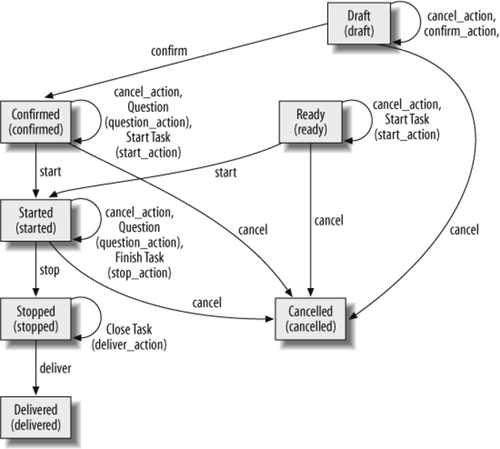 Draft
(draft)
cancel_action,
confirm_action,
confirm
Confirmed
(confirmed)
cancel_action,
Question
(question_action),
Start Task
(start_action)
Ready
(ready)
cancel_action,
Start Task
(start_action)
start
start
Started
(started)
cancel_action,
Question
(question_action),
Finish Task
(stop_action)
cancel
cancel
cancel
stop
cancel
Stopped
(stopped)
Close Task
(deliver_action)
Cancelled
(cancelled)
deliver
Delivered
(delivered)